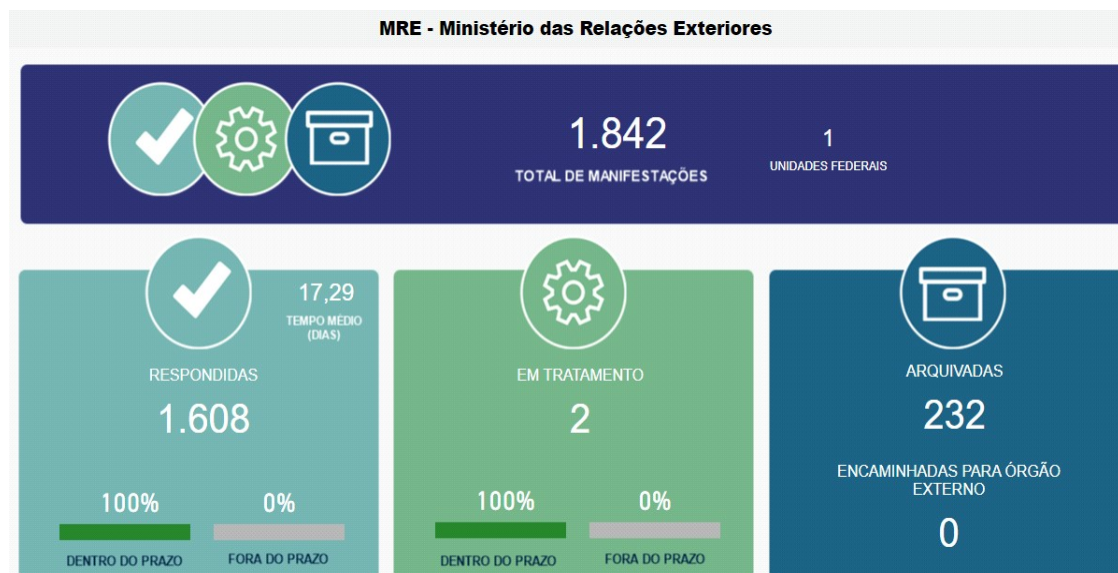 MRE - Ministério das Relações Exteriores
1.842
TOTAL DE MANIFESTAÇÕES
1
UNIDADES FEDERAIS
17,29
TEMPO MÉDIO
(DIAS)
RESPONDIDAS
1.608
100%
0%
DENTRO DO PRAZO
FORA DO PRAZO
EM TRATAMENTO
2
100%
0%
DENTRO DO PRAZO
FORA DO PRAZO
ARQUIVADAS
232
ENCAMINHADAS PARA ÓRGÃO
EXTERNO
0